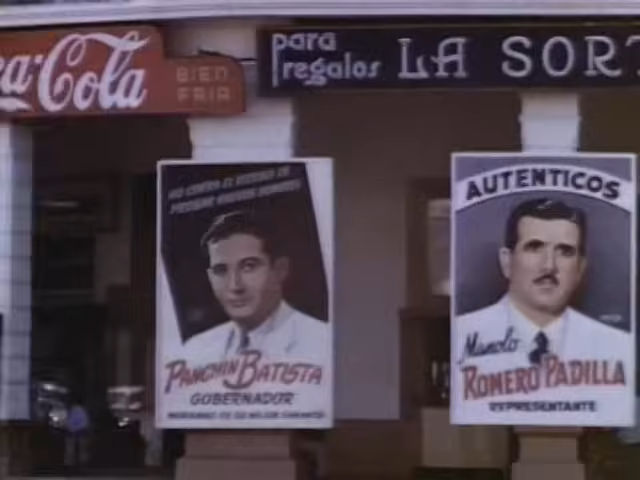 Coca-Cola
BIEN
FRIA
para
regalos
LA SORT
PANCHIN BATISTA
GOBERNADOR
AUTENTICOS
Manolo
ROMERO PADILLA
REPRESENTANTE